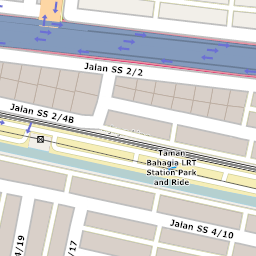 Jalan SS 2/2
Jalan SS 2/4B
Taman
Bahagia LRT
Station Park
and Ride
Jalan SS 4/10
4/19
4/17